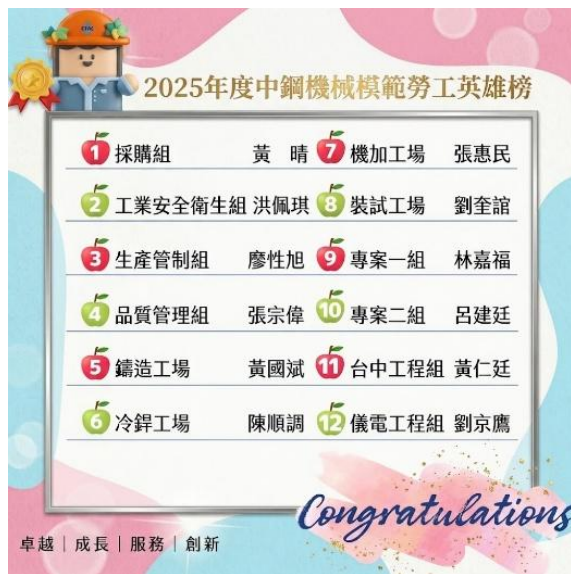 2025年度中鋼機械模範勞工英雄榜
1 採購組 黃 晴
2 工業安全衛生組 洪佩琪
3 生產管制組 廖性旭
4 品質管理組 張宗偉
5 鑄造工場 黃國斌
6 冷銲工場 陳順調
7 機加工場 張惠民
8 裝試工場 劉奎誼
9 專案一組 林嘉福
10 專案二組 呂建廷
11 台中工程組 黃仁廷
12 儀電工程組 劉京鷹
Congratulations
卓越｜成長｜服務｜創新